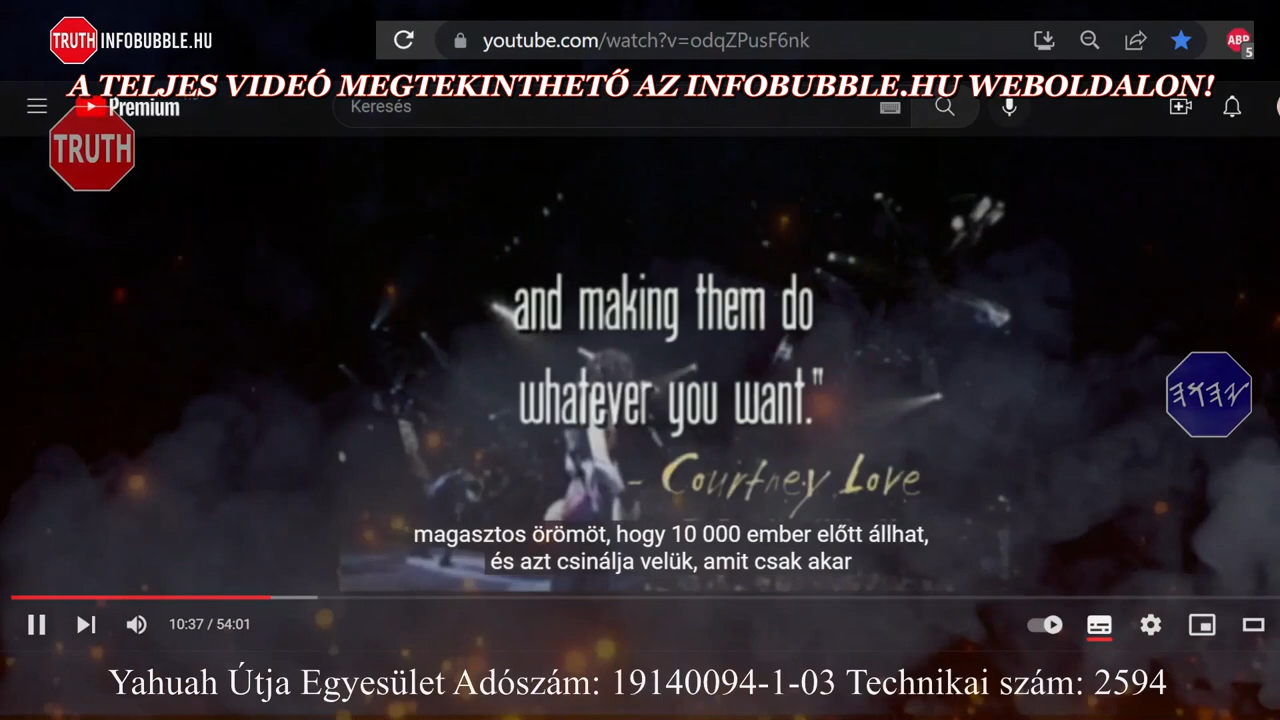 TRUTH INFOBUBBLE.HU
youtube.com/watch?v=odqZPusF6nk
ABP
5
A TELJES VIDEÓ MEGTEKINTHETŐ AZ INFOBUBBLE.HU WEBOLDALON!
Premium
Keresés
TRUTH
and making them do
whatever you want."
- Courtney Love
magasztos örömöt, hogy 10 000 ember előtt állhat,
és azt csinálja velük, amit csak akar
10:37 / 54:01
Yahuah Útja Egyesület Adószám: 19140094-1-03 Technikai szám: 2594